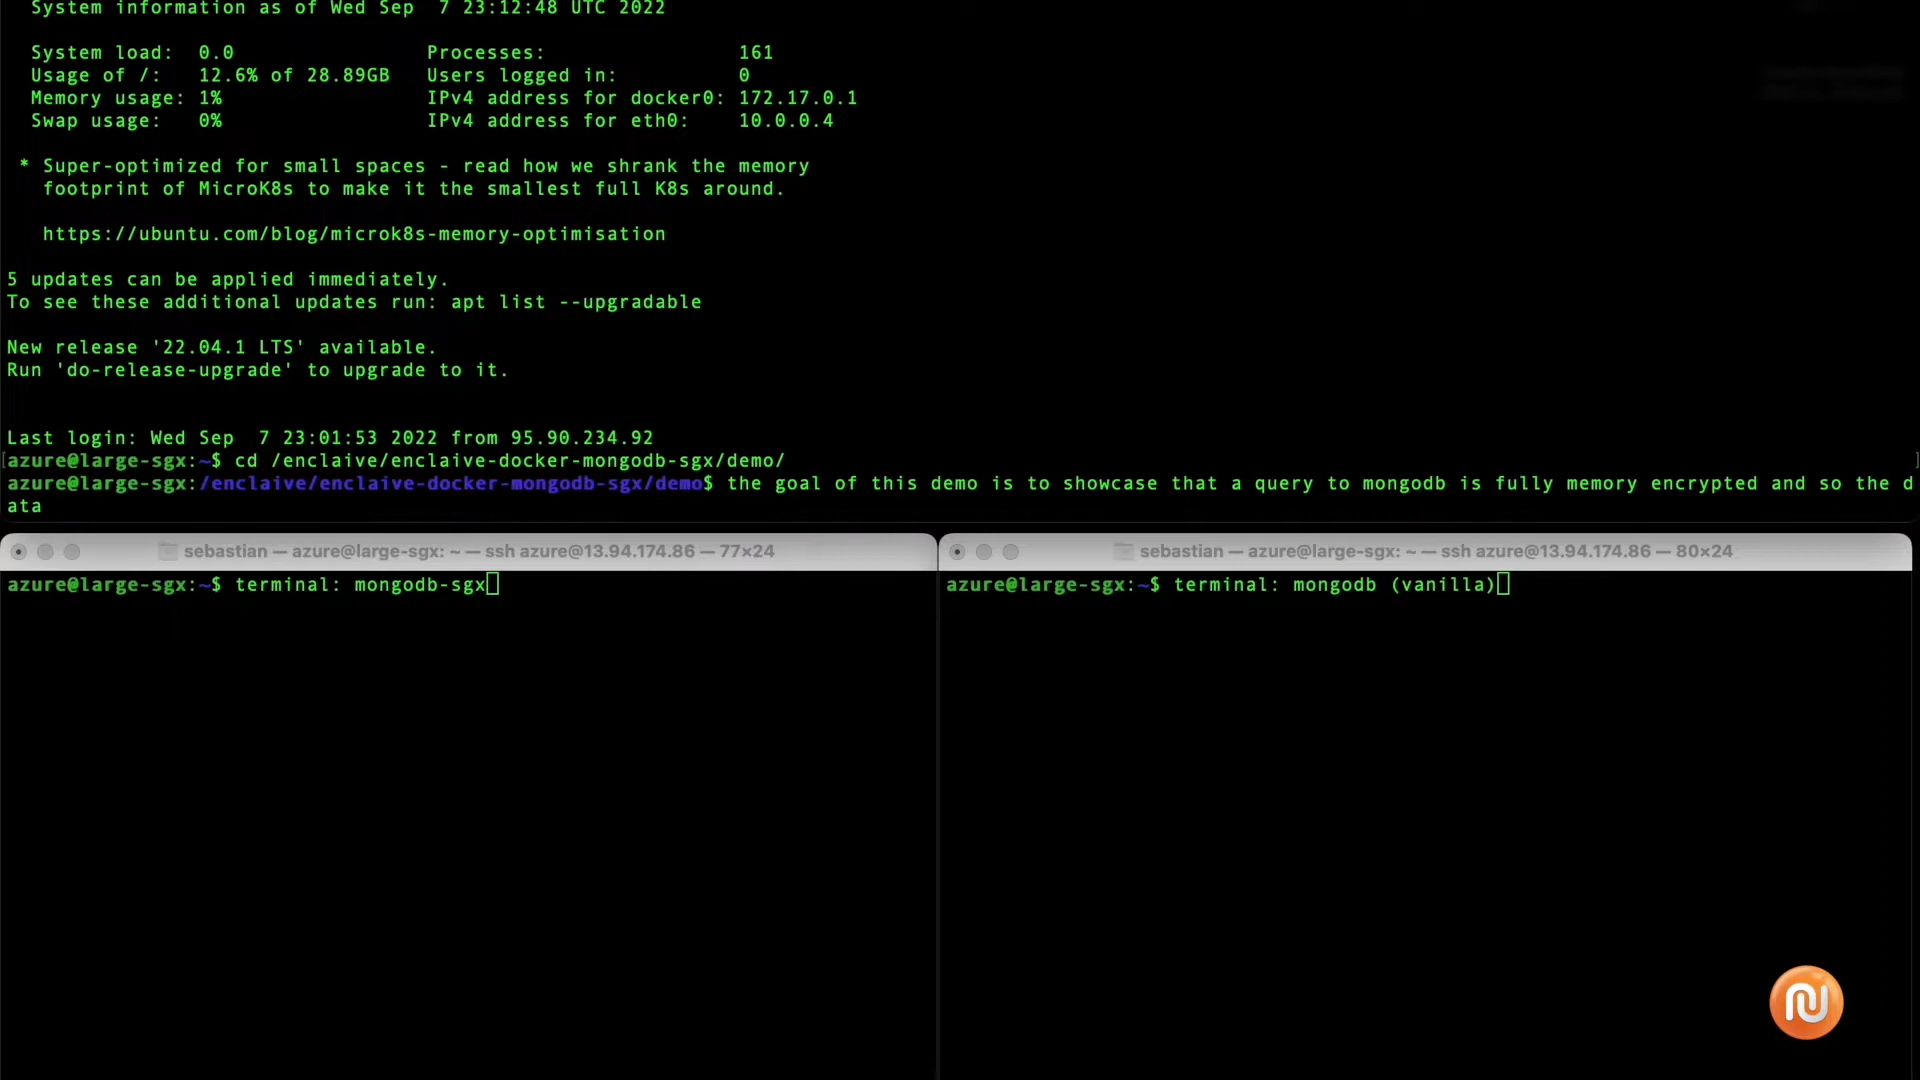 System information as of Wed Sep  7 23:12:48 UTC 2022
System load:  0.0                Processes:                161
Usage of /:   12.6% of 28.89GB   Users logged in:          0
Memory usage: 1%                 IPv4 address for docker0: 172.17.0.1
Swap usage:   0%                 IPv4 address for eth0:    10.0.0.4
* Super-optimized for small spaces - read how we shrank the memory
footprint of MicroK8s to make it the smallest full K8s around.
https://ubuntu.com/blog/microk8s-memory-optimisation
5 updates can be applied immediately.
To see these additional updates run: apt list --upgradable
New release '22.04.1 LTS' available.
Run 'do-release-upgrade' to upgrade to it.
Last login: Wed Sep  7 23:01:53 2022 from 95.90.234.92
[azure@large-sgx:~$ cd /enclaive/enclaive-docker-mongodb-sgx/demo/ ]
azure@large-sgx:/enclaive/enclaive-docker-mongodb-sgx/demo$ the goal of this demo is to showcase that a query to mongodb is fully memory encrypted and so the d
ata
sebastian — azure@large-sgx: ~ — ssh azure@13.94.174.86 — 77×24
azure@large-sgx:~$ terminal: mongodb-sgx
sebastian — azure@large-sgx: ~ — ssh azure@13.94.174.86 — 80×24
azure@large-sgx:~$ terminal: mongodb (vanilla)